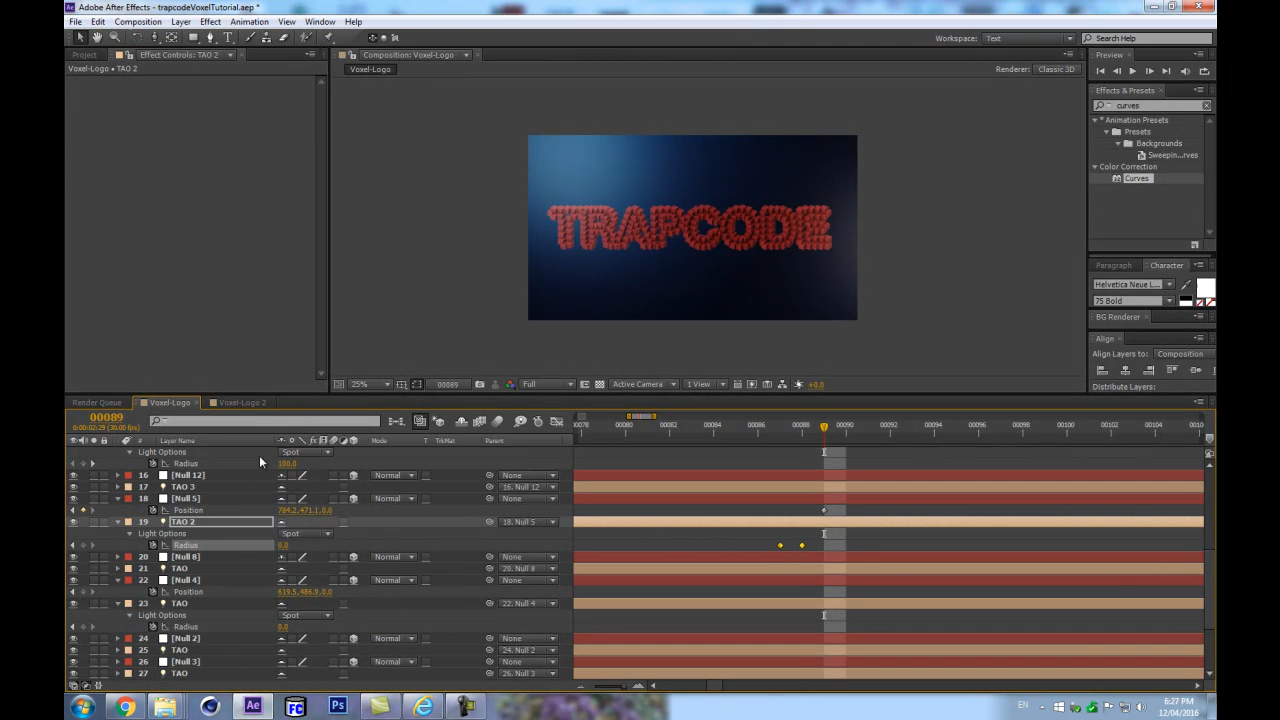 Adobe After Effects - trapcodeVoxelTutorial.aep *
File Edit Composition Layer Effect Animation View Window Help
Workspace: Text Search Help
Project Effect Controls: TAO 2 Composition: Voxel-Logo Preview
Voxel-Logo • TAO 2 Voxel-Logo Renderer: Classic 3D
Effects & Presets
curves
* Animation Presets
Presets
Backgrounds
Sweepin...rves
Color Correction
Curves
TRAPCODE
Paragraph Character
Helvetica Neue L...
75 Bold
BG Renderer
Align
Align Layers to: Composition
Distribute Layers:
25% 00089 Full Active Camera 1 View +0.0
Render Queue Voxel-Logo Voxel-Logo 2
00089
0:00:02:29 (30.00 fps)
00078 00080 00082 00084 00086 00088 00090 00092 00094 00096 00098 00100 00102 00104 0010
# Layer Name Mode T TrkMat Parent
Light Options Spot
Radius 100.0
16 [Null 12] Normal None
17 TAO 3 16. Null 12
18 [Null 5] Normal None
Position 784.2,471.1,0.0
19 TAO 2 18. Null 5
Light Options Spot
Radius 0.0
20 [Null 8] Normal None
21 TAO 20. Null 8
22 [Null 4] Normal None
Position 619.5,486.9,0.0
23 TAO 22. Null 4
Light Options Spot
Radius 0.0
24 [Null 2] Normal None
25 TAO 24. Null 2
26 [Null 3] Normal None
27 TAO 26. Null 3
EN 6:27 PM
12/04/2016